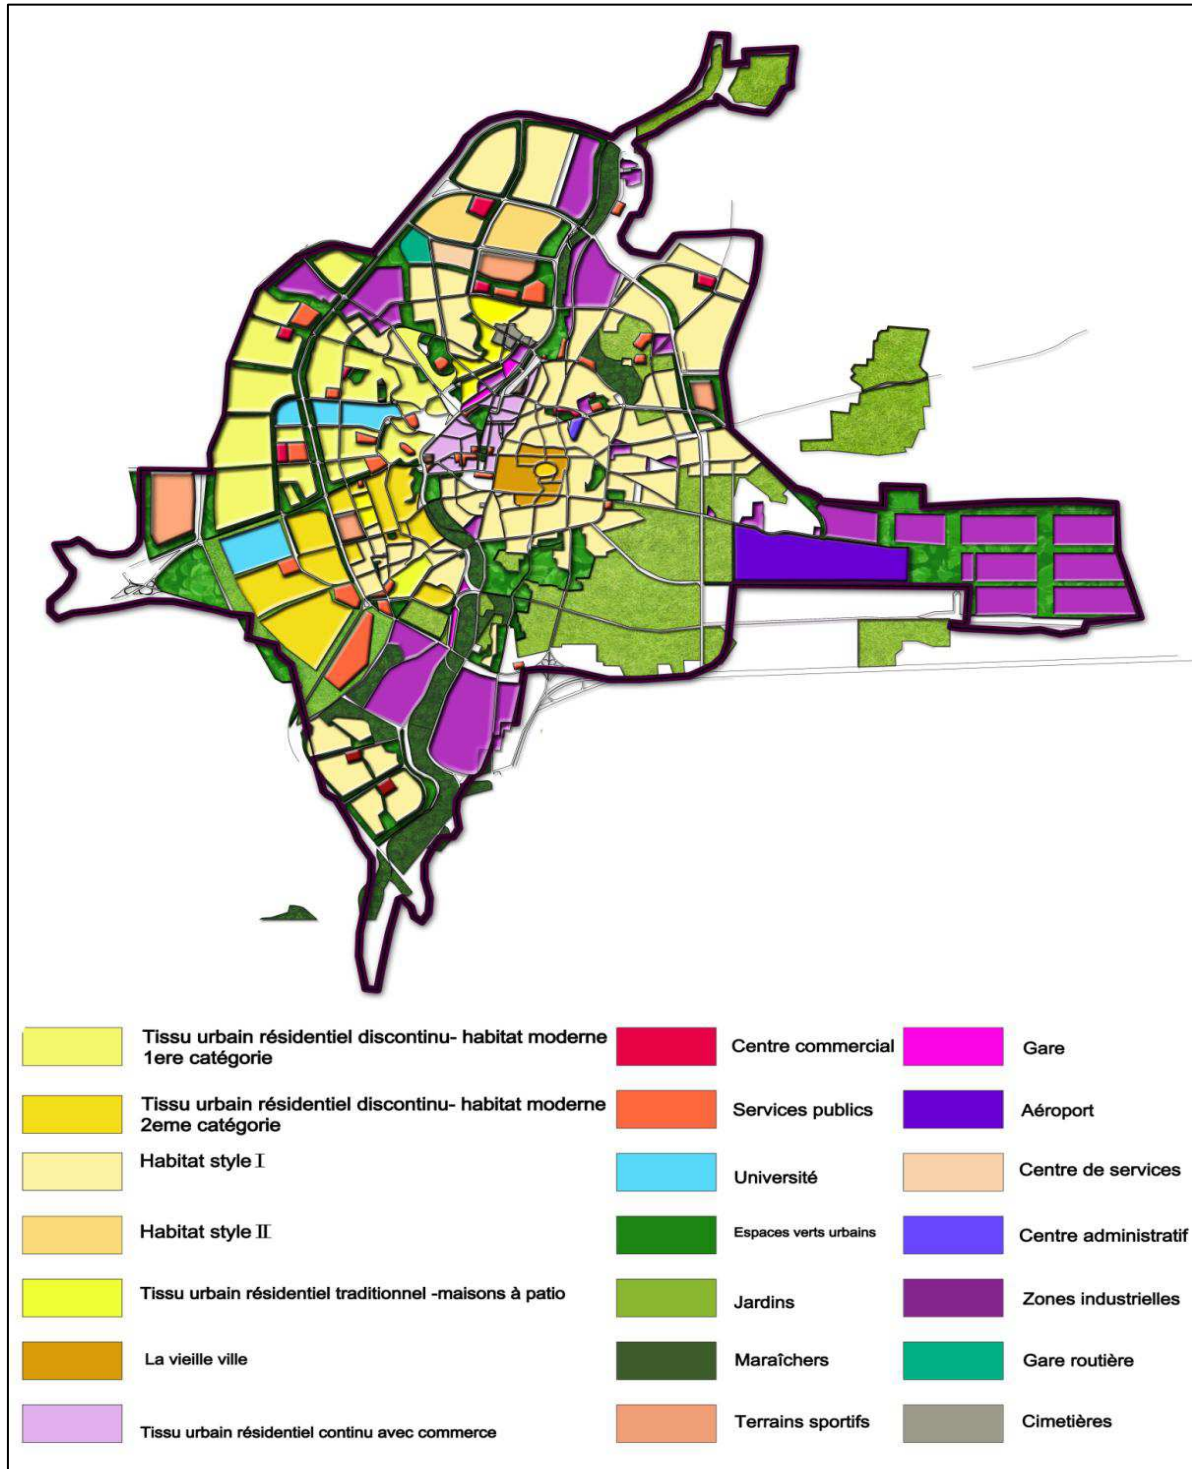 Tissu urbain résidentiel discontinu- habitat moderne
1ere catégorie
Tissu urbain résidentiel discontinu- habitat moderne
2eme catégorie
Habitat style I
Habitat style II
Tissu urbain résidentiel traditionnel -maisons à patio
La vieille ville
Tissu urbain résidentiel continu avec commerce
Centre commercial
Services publics
Université
Espaces verts urbains
Jardins
Maraîchers
Terrains sportifs
Gare
Aéroport
Centre de services
Centre administratif
Zones industrielles
Gare routière
Cimetières